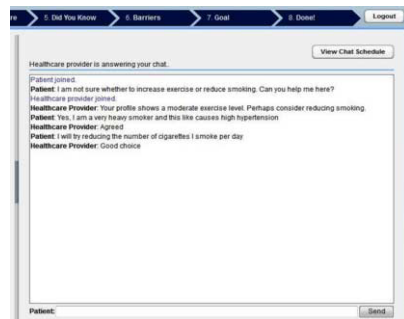 re
5. Did You Know
6. Barriers
7. Goal
8. Done!
Logout
View Chat Schedule
Healthcare provider is answering your chat.
Patient joined.
Patient: I am not sure whether to increase exercise or reduce smoking. Can you help me here?
Healthcare provider joined.
Healthcare Provider: Your profile shows a moderate exercise level. Perhaps consider reducing smoking.
Patient: Yes, I am a very heavy smoker and this like causes high hypertension
Healthcare Provider: Agreed
Patient: I will try reducing the number of cigarettes I smoke per day
Healthcare Provider: Good choice
Patient:
Send